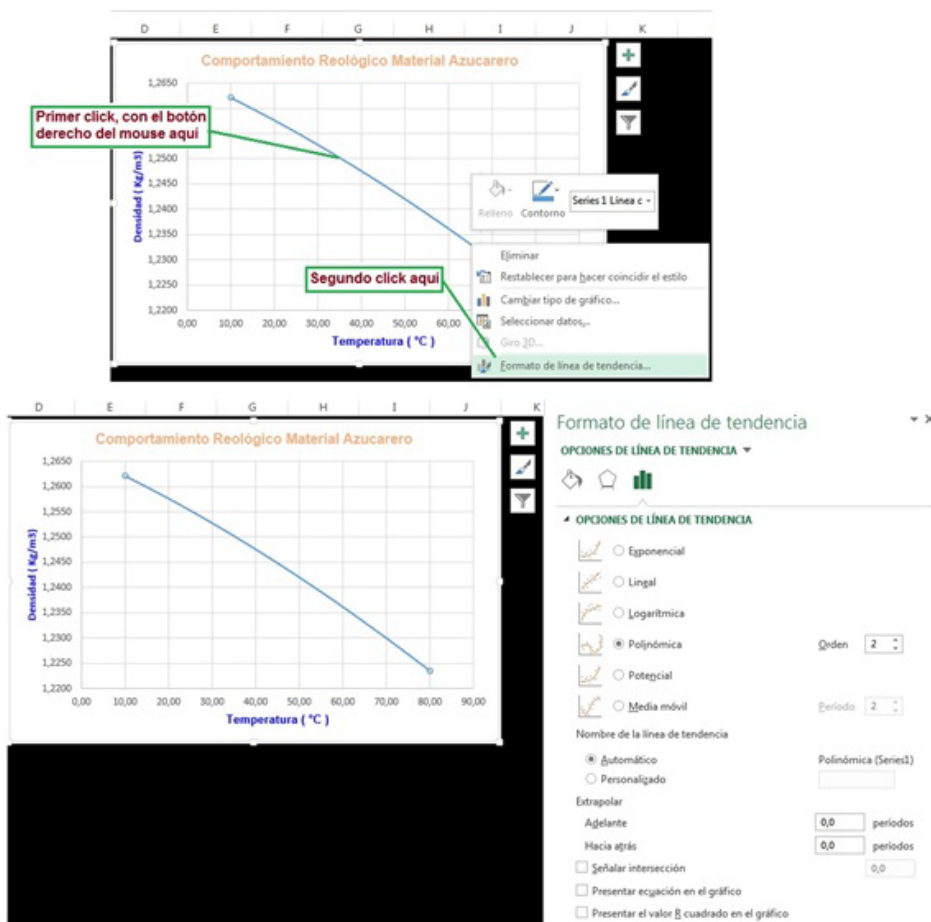 D E F G H I J K
Comportamiento Reológico Material Azucarero
1,2650
Primer click, con el botón
derecho del mouse aquí
1,2500
1,2450
1,2400
1,2350
1,2300
1,2250
1,2200
Densidad ( Kg/m3)
0,00 10,00 20,00 30,00 40,00 50,00 60,00
Temperatura ( °C )
Relleno Contorno Series 1 Línea c
Eliminar
Restablecer para hacer coincidir el estilo
Segundo click aqui
Cambiar tipo de gráfico...
Seleccionar datos...
Giro 3D...
Formato de línea de tendencia...
D E F G H I J K
Comportamiento Reológico Material Azucarero
1,2650
1,2600
1,2550
1,2500
1,2450
1,2400
1,2350
1,2300
1,2250
1,2200
Densidad ( Kg/m3)
0,00 10,00 20,00 30,00 40,00 50,00 60,00 70,00 80,00 90,00
Temperatura ( °C )
Formato de línea de tendencia
OPCIONES DE LÍNEA DE TENDENCIA
OPCIONES DE LÍNEA DE TENDENCIA
Exponencial
Lineal
Logarítmica
Polinómica Orden 2
Potencial
Media móvil Período 2
Nombre de la línea de tendencia
Automático Polinómica (Series1)
Personalizado
Extrapolar
Adelante 0,0 períodos
Hacia atrás 0,0 períodos
Señalar intersección 0,0
Presentar ecuación en el gráfico
Presentar el valor R cuadrado en el gráfico